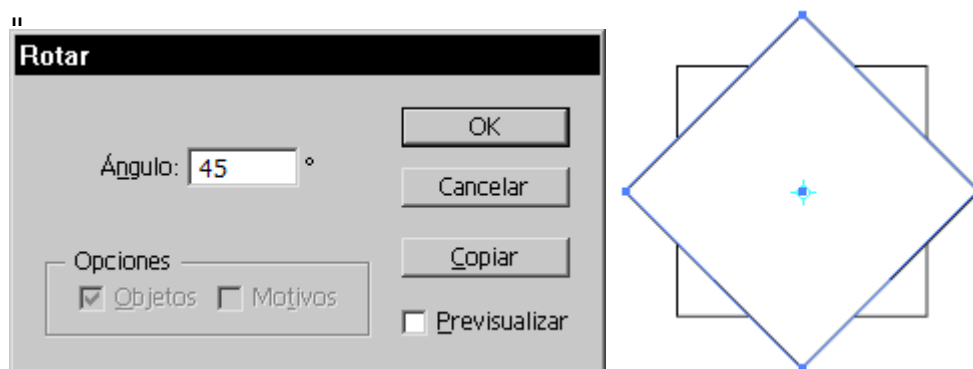 "
Rotar
Ángulo: 45 °
OK
Cancelar
Copiar
Opciones
Objetos Motivos
Previsualizar